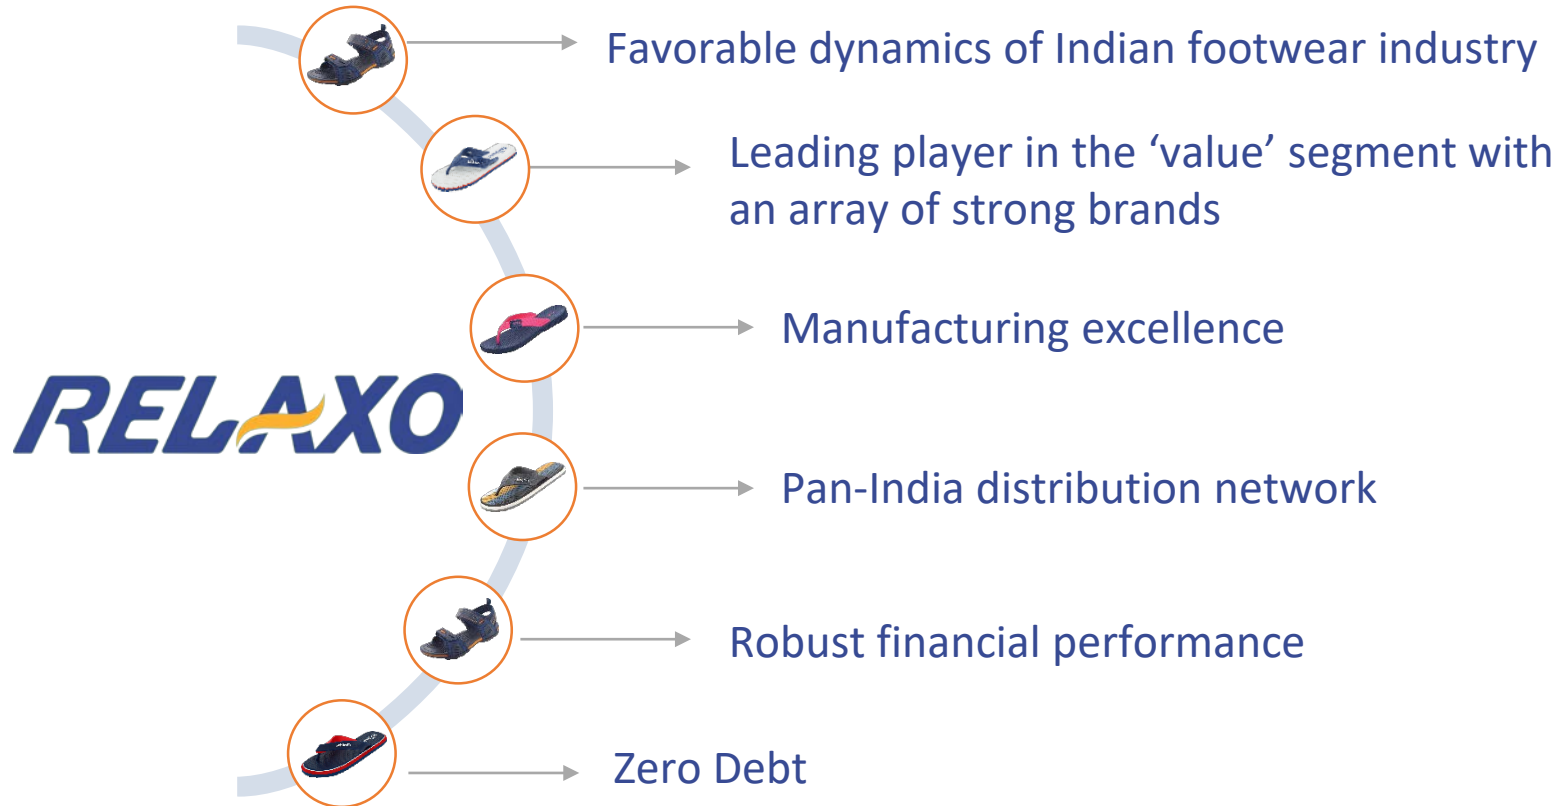 Favorable dynamics of Indian footwear industry
Leading player in the ‘value’ segment with
an array of strong brands
Manufacturing excellence
RELAXO
Pan-India distribution network
Robust financial performance
Zero Debt